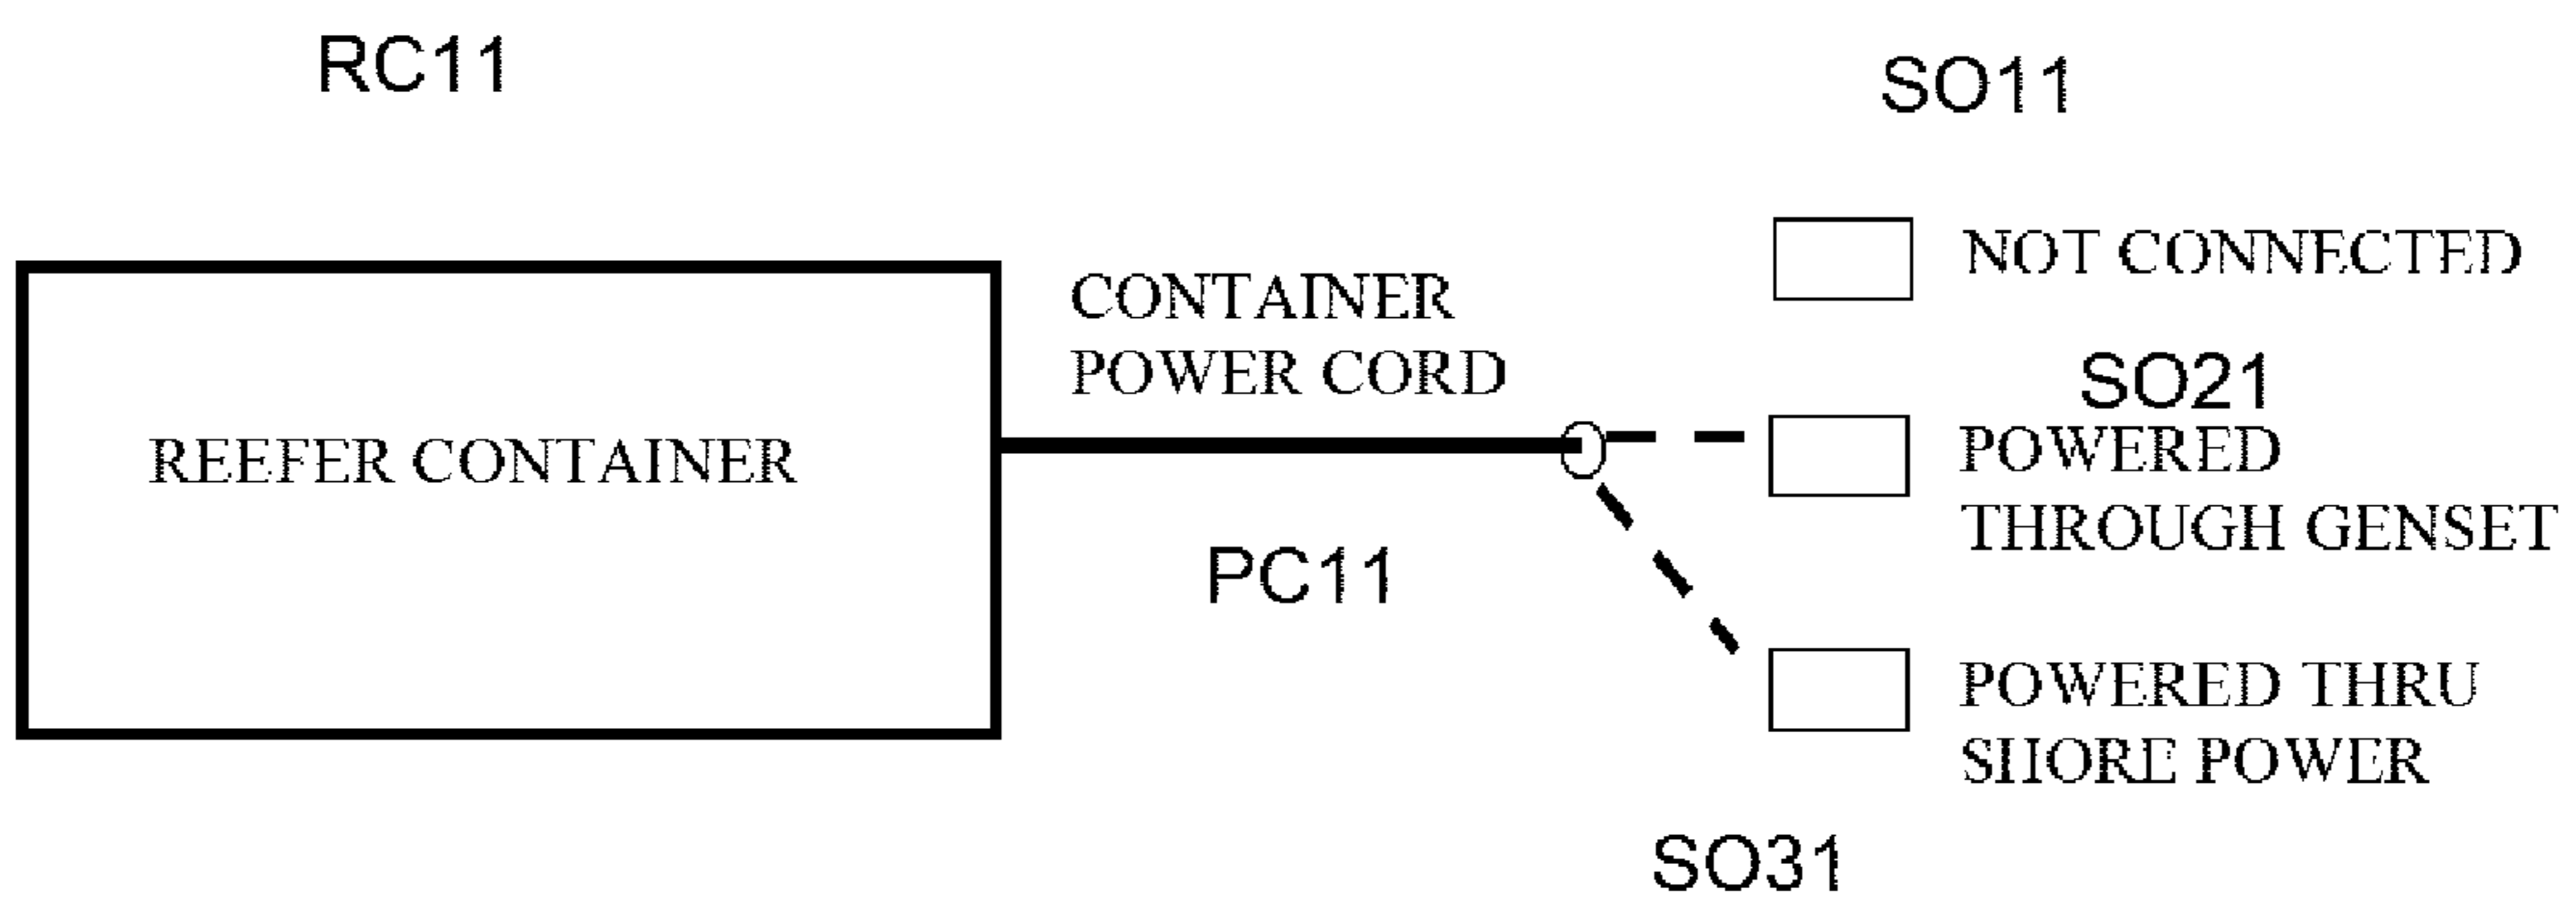 RC11
SO11
NOT CONNECTED
CONTAINER
POWER CORD
SO21
REEFER CONTAINER
POWERED
THROUGH GENSET
PC11
POWERED THRU
SHORE POWER
SO31